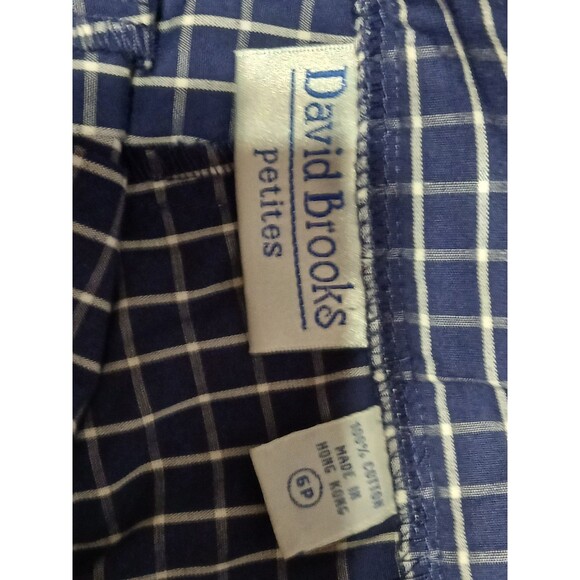 David Brooks
petites
100% COTTON
MADE IN
HONG KONG
6P